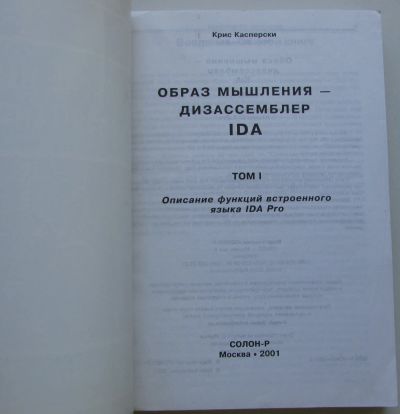 Крис Касперски
ОБРАЗ МЫШЛЕНИЯ —
ДИЗАССЕМБЛЕР
IDA
ТОМ I
Описание функций встроенного
языка IDA Pro
СОЛОН-Р
Москва • 2001